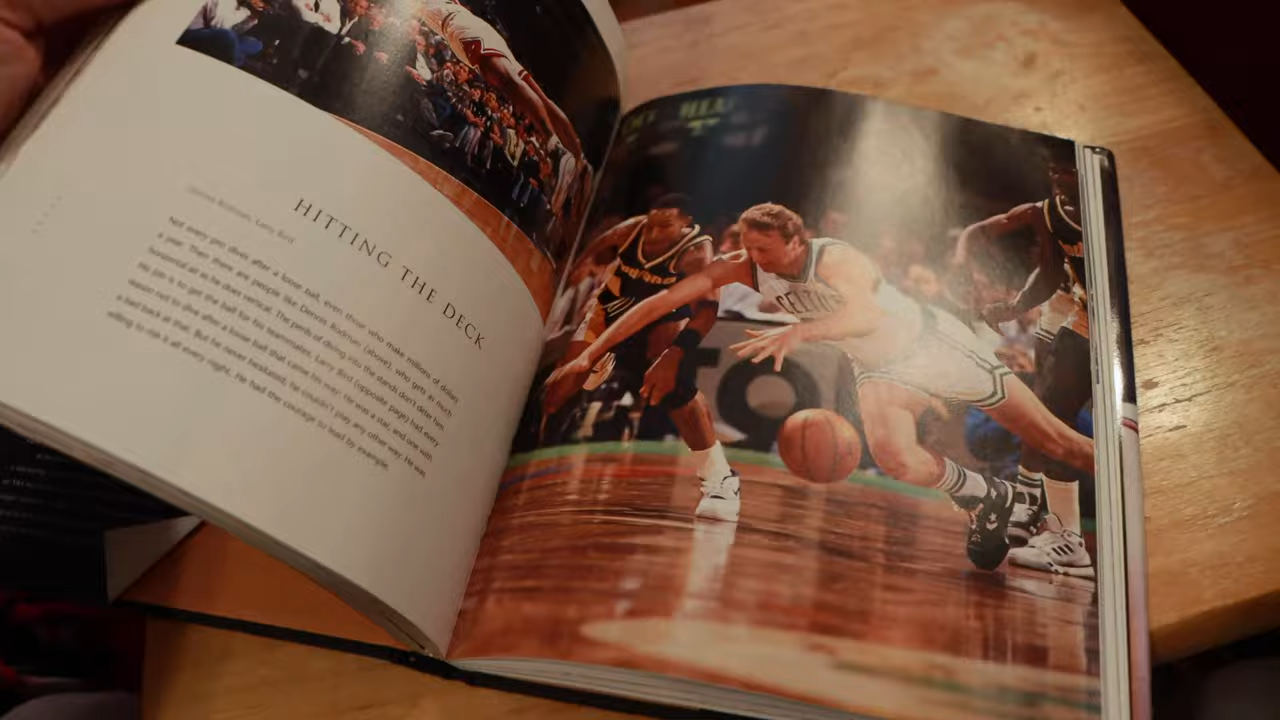 HITTING THE DECK
Dennis Rodman, Larry Bird
Not every pro dives after a loose ball, even those who make millions of dollars
a year. Then there are people like Dennis Rodman (above), who gets as much
horizontal air as he does vertical. The perils of diving into the stands don't deter him.
His job is to get the ball for his teammates. Larry Bird (opposite page) had every
reason not to dive after a loose ball that came his way: He was a star, and one with
a bad back at that. But he never hesitated; he couldn't play any other way. He was
willing to risk it all every night. He had the courage to lead by example.
CELTICS